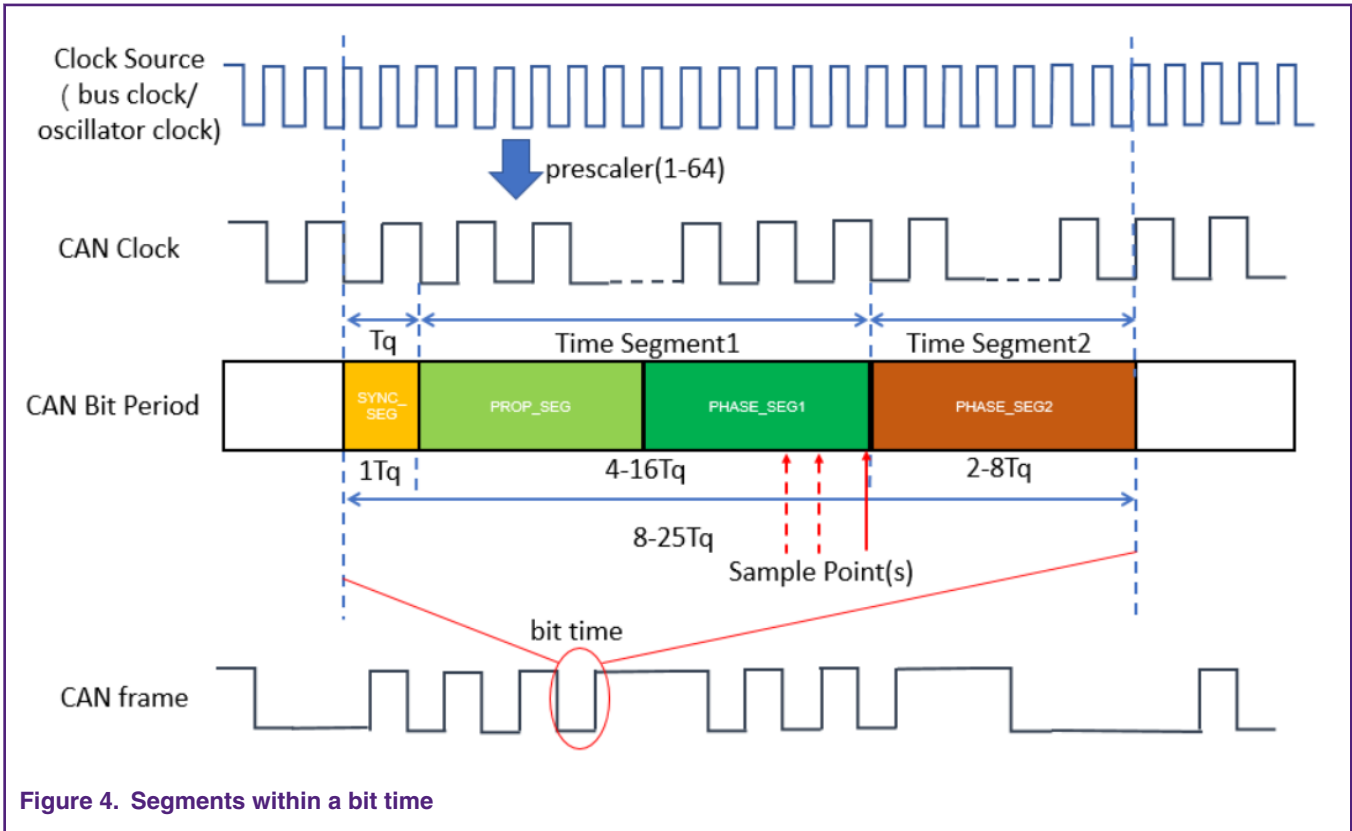 Clock Source
( bus clock/
oscillator clock)
prescaler(1-64)
CAN Clock
Tq
Time Segment1
Time Segment2
CAN Bit Period
SYNC_
SEG
PROP_SEG
PHASE_SEG1
PHASE_SEG2
1Tq
4-16Tq
2-8Tq
8-25Tq
Sample Point(s)
bit time
CAN frame
Figure 4. Segments within a bit time